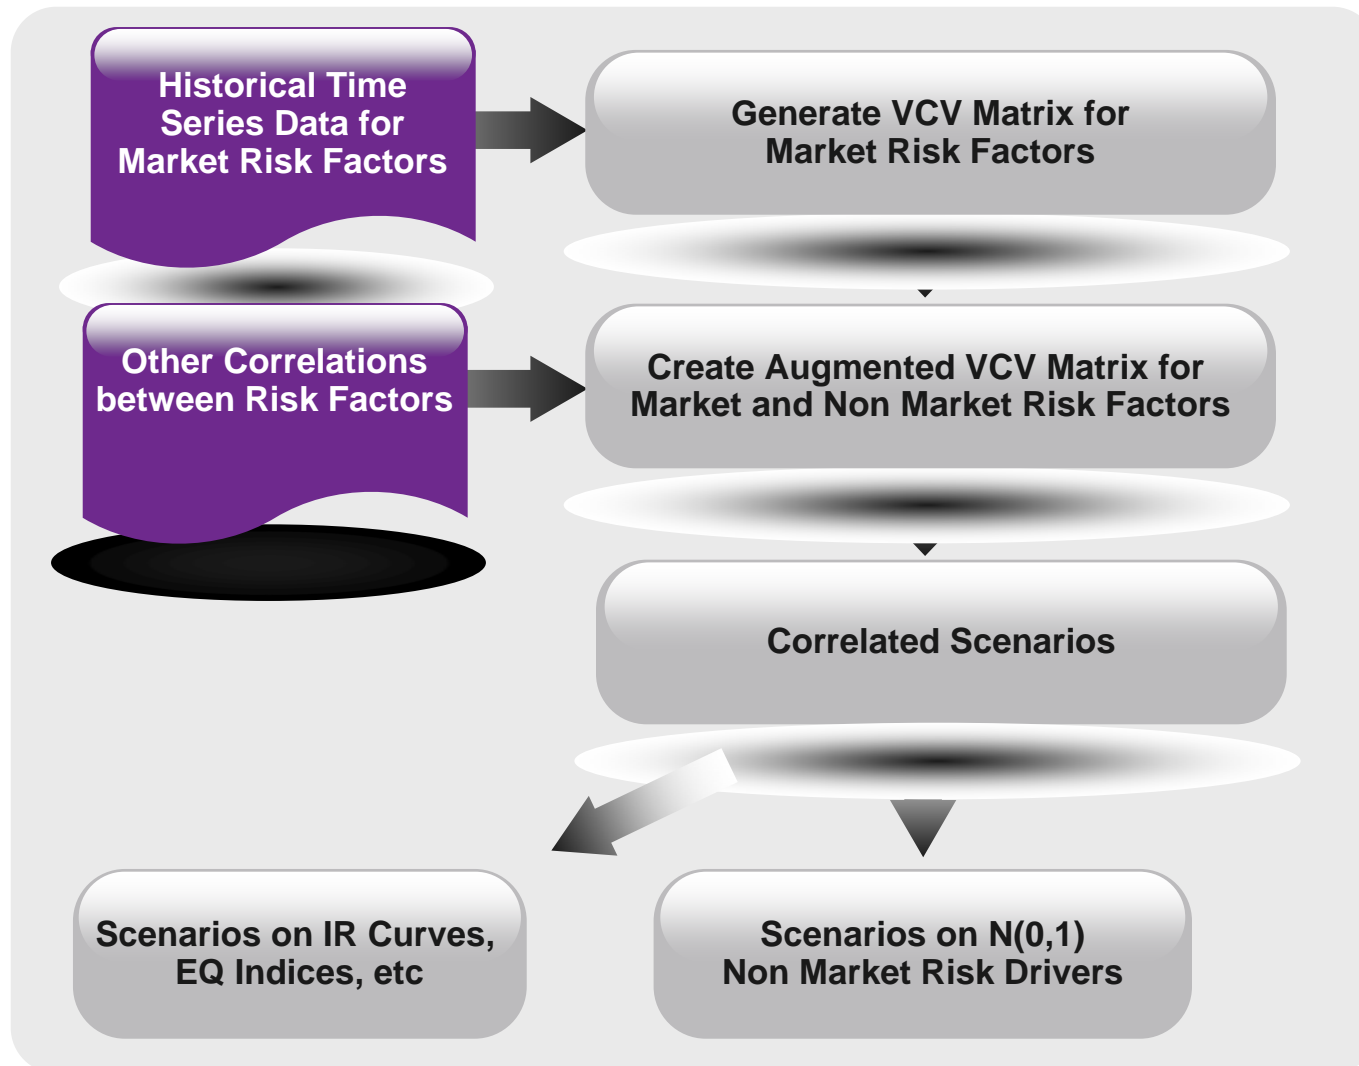 Historical Time
Series Data for
Market Risk Factors
Generate VCV Matrix for
Market Risk Factors
Other Correlations
between Risk Factors
Create Augmented VCV Matrix for
Market and Non Market Risk Factors
Correlated Scenarios
Scenarios on IR Curves,
EQ Indices, etc
Scenarios on N(0,1)
Non Market Risk Drivers